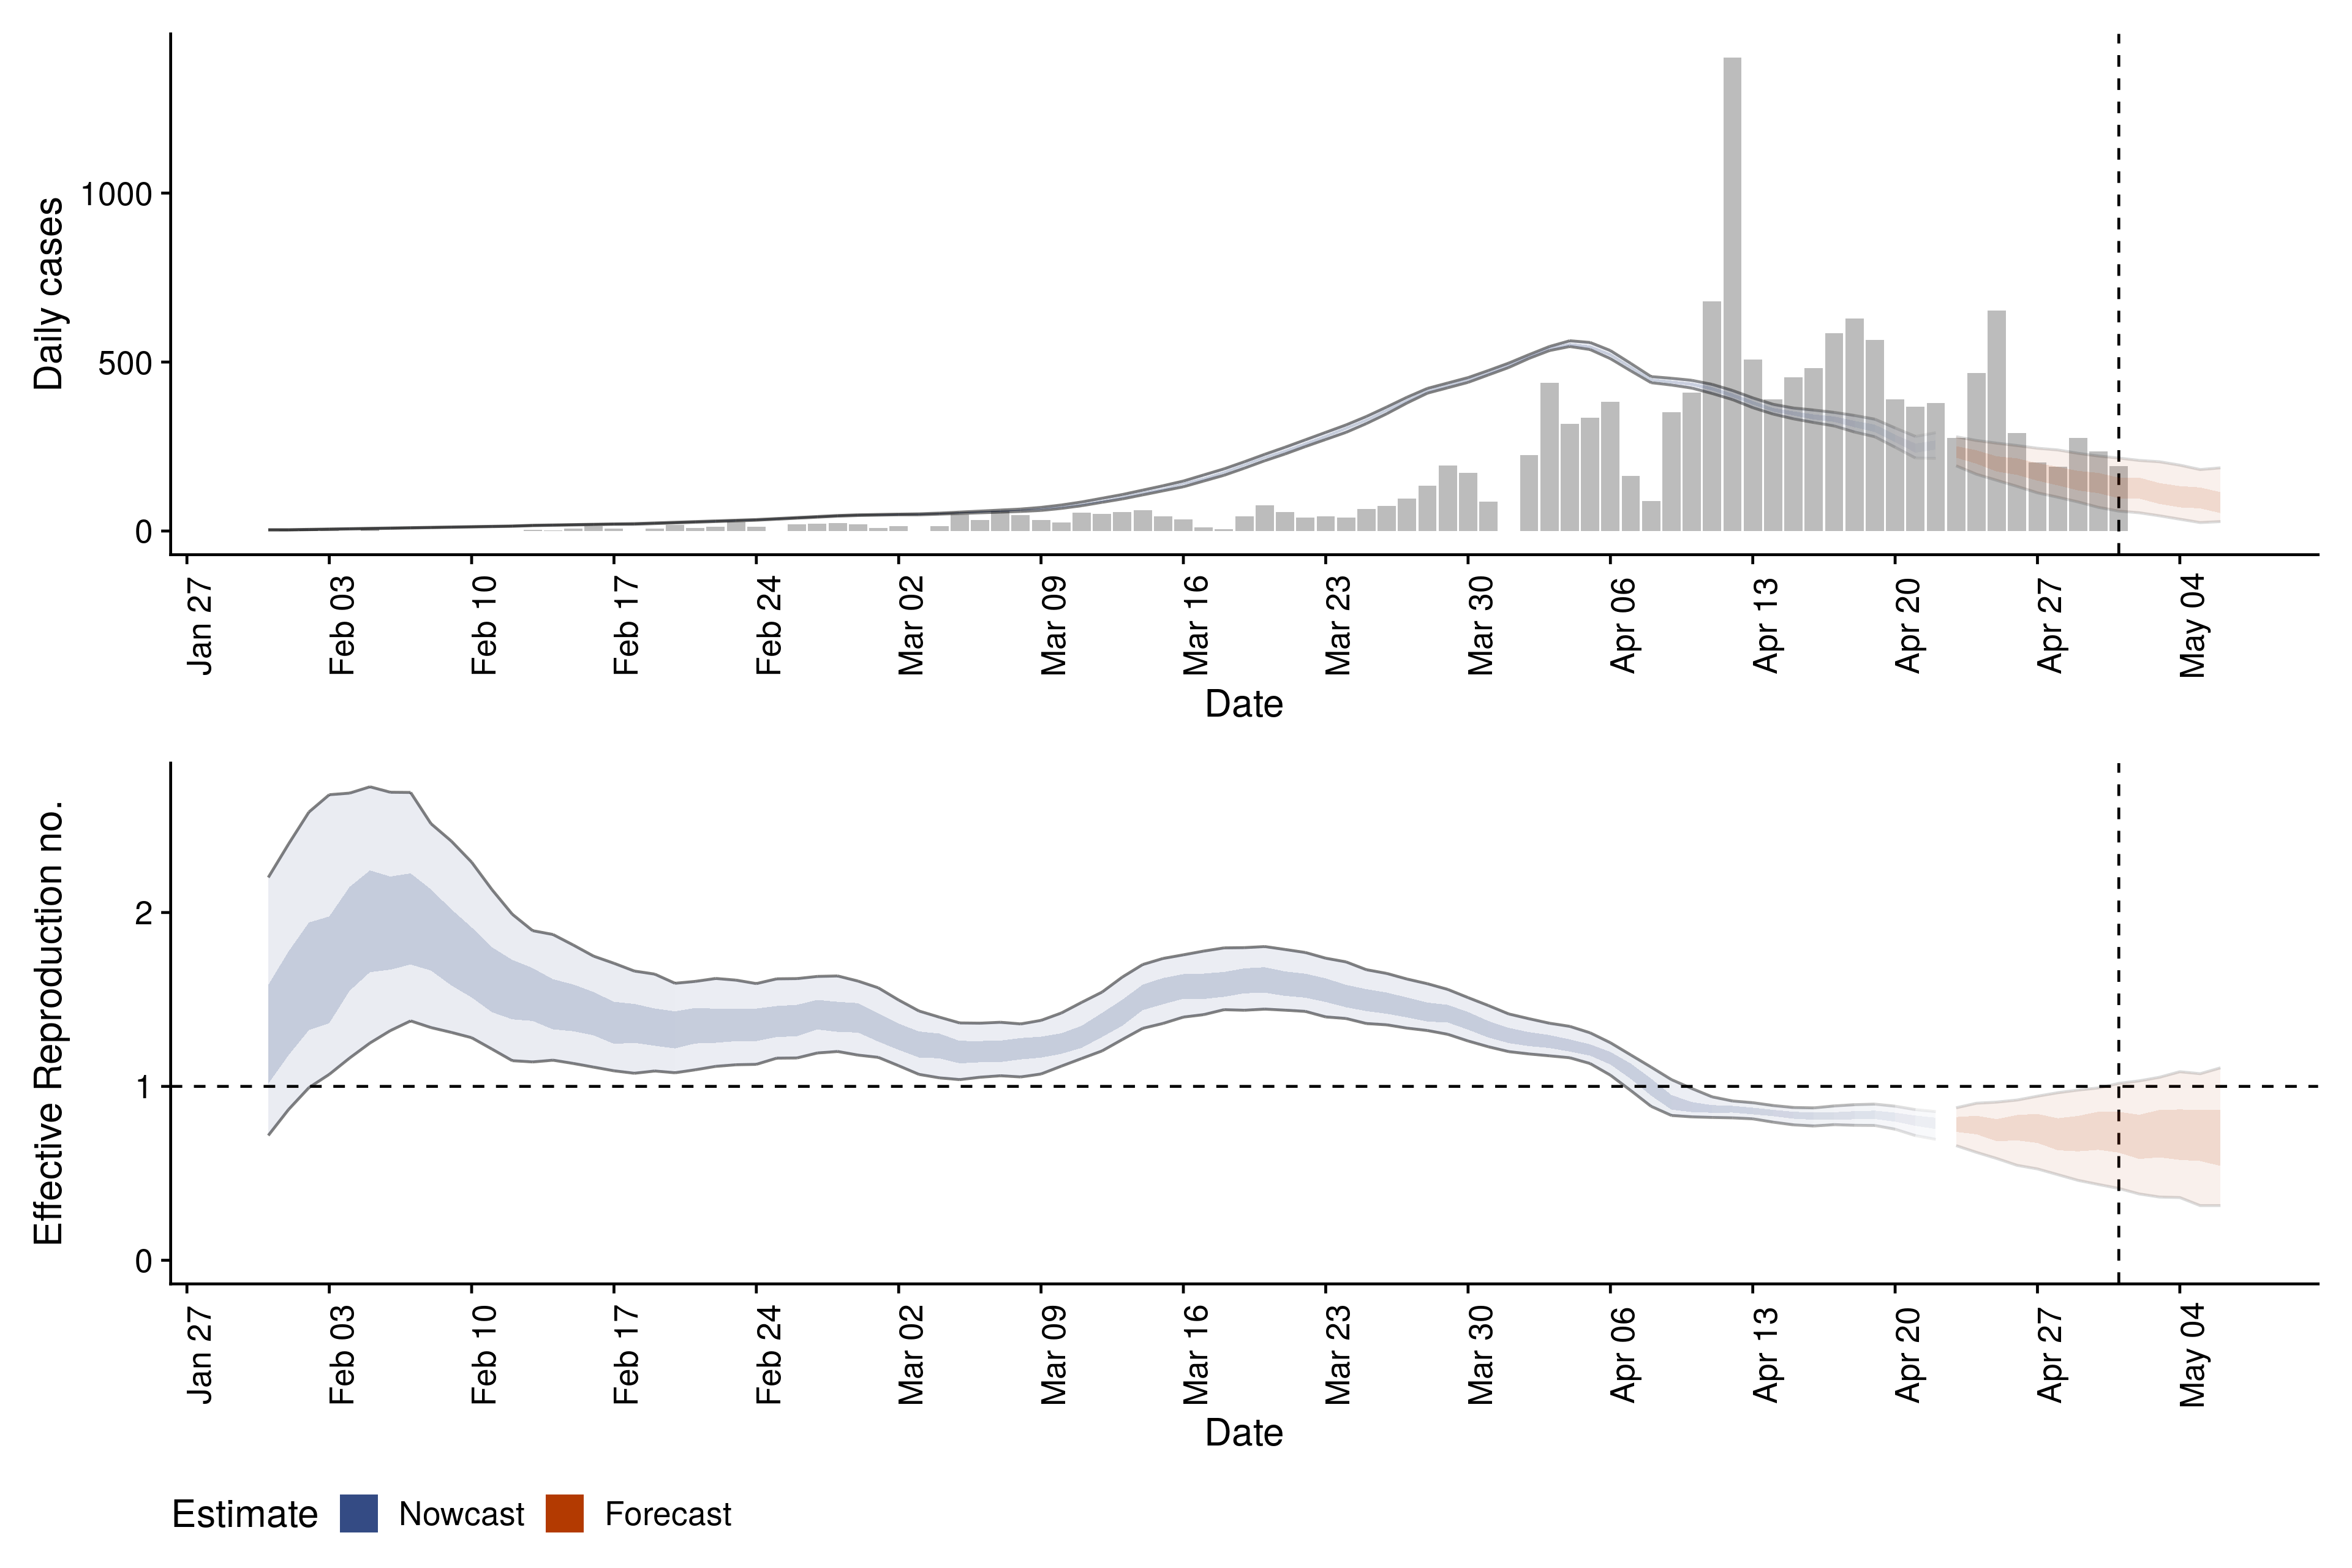 Daily cases
1000
500
0
Jan 27 Feb 03 Feb 10 Feb 17 Feb 24 Mar 02 Mar 09 Mar 16 Mar 23 Mar 30 Apr 06 Apr 13 Apr 20 Apr 27 May 04
Date
Effective Reproduction no.
2
1
0
Jan 27 Feb 03 Feb 10 Feb 17 Feb 24 Mar 02 Mar 09 Mar 16 Mar 23 Mar 30 Apr 06 Apr 13 Apr 20 Apr 27 May 04
Date
Estimate Nowcast Forecast